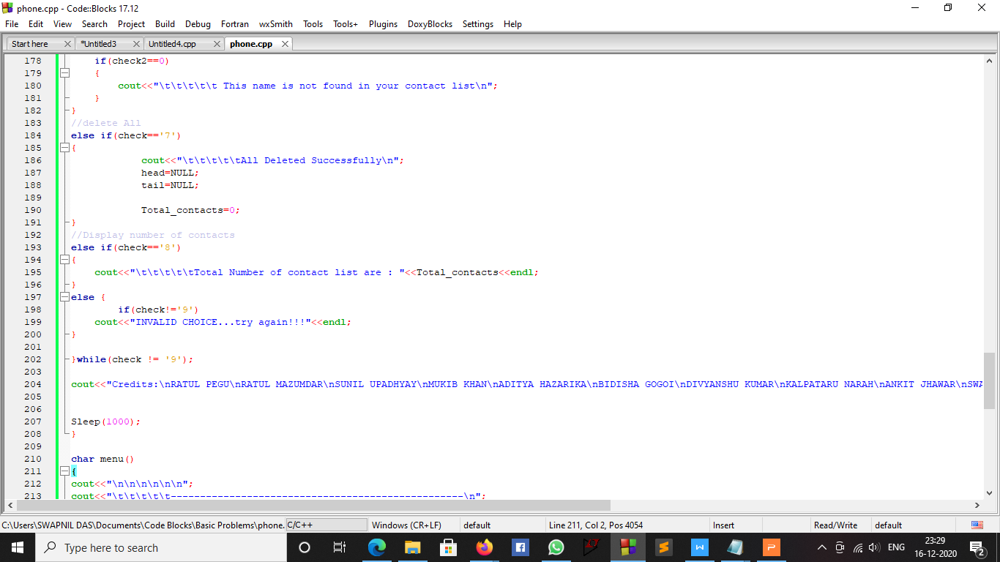 phone.cpp - Code::Blocks 17.12
File Edit View Search Project Build Debug Fortran wxSmith Tools Tools+ Plugins DoxyBlocks Settings Help
Start here *Untitled3 Untitled4.cpp phone.cpp
178 if(check2==0)
179 {
180 cout<<"\t\t\t\t\t This name is not found in your contact list\n";
181 }
182 }
183 //delete All
184 else if(check=='7')
185 {
186 cout<<"\t\t\t\t\tAll Deleted Successfully\n";
187 head=NULL;
188 tail=NULL;
189
190 Total_contacts=0;
191 }
192 //Display number of contacts
193 else if(check=='8')
194 {
195 cout<<"\t\t\t\t\tTotal Number of contact list are : "<<Total_contacts<<endl;
196 }
197 else {
198 if(check!='9')
199 cout<<"INVALID CHOICE...try again!!!"<<endl;
200 }
201
202 }while(check != '9');
203
204 cout<<"Credits:\nRATUL PEGU\nRATUL MAZUMDAR\nSUNIL UPADHYAY\nMUKIB KHAN\nADITYA HAZARIKA\nBIDISHA GOGOI\nDIVYANSHU KUMAR\nKALPATARU NARAH\nANKIT JHAWAR\nSWA
205
206
207 Sleep(1000);
208 }
209
210 char menu()
211 {
212 cout<<"\n\n\n\n\n\n";
213 cout<<"\t\t\t\t\t--------------------------------------------------\n";
C:\Users\SWAPNIL DAS\Documents\Code Blocks\Basic Problems\phone. C/C++ Windows (CR+LF) default Line 211, Col 2, Pos 4054 Insert Read/Write default
Type here to search
ENG
23:29
16-12-2020
2